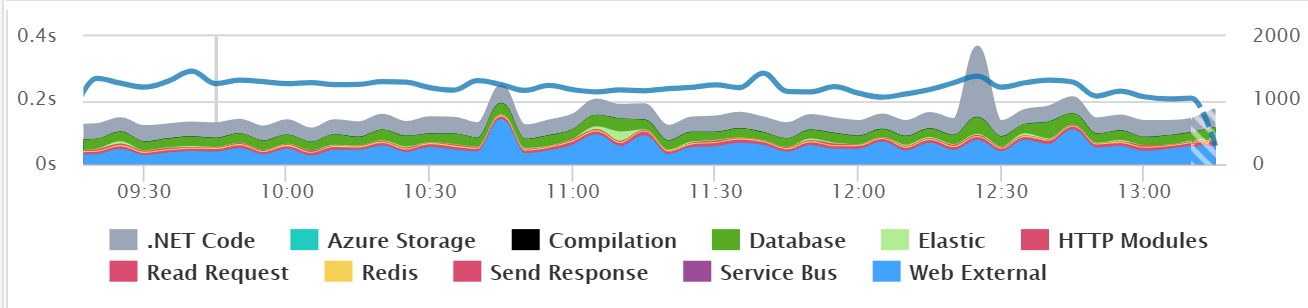 0.4s 2000
0.2s 1000
0s 0
09:30 10:00 10:30 11:00 11:30 12:00 12:30 13:00
.NET Code Azure Storage Compilation Database Elastic HTTP Modules
Read Request Redis Send Response Service Bus Web External